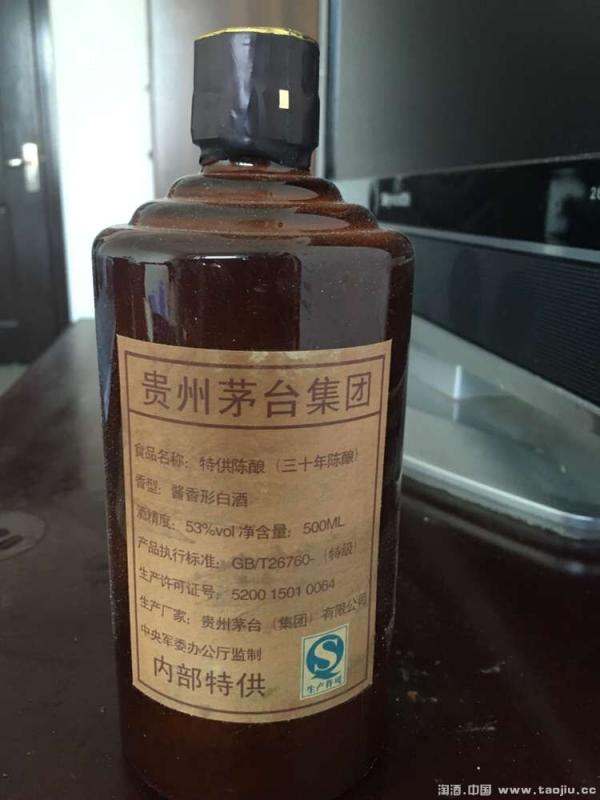 贵州茅台集团
食品名称：特供陈酿（三十年陈酿）
香型：酱香形白酒
酒精度：53%vol 净含量：500ML
产品执行标准：GB/T26760-（特级）
生产许可证号：5200 1501 0064
生产厂家：贵州茅台（集团）有限公司
中央军委办公厅监制
内部特供
生产许可
淘酒.中国 www.taojiu.cc